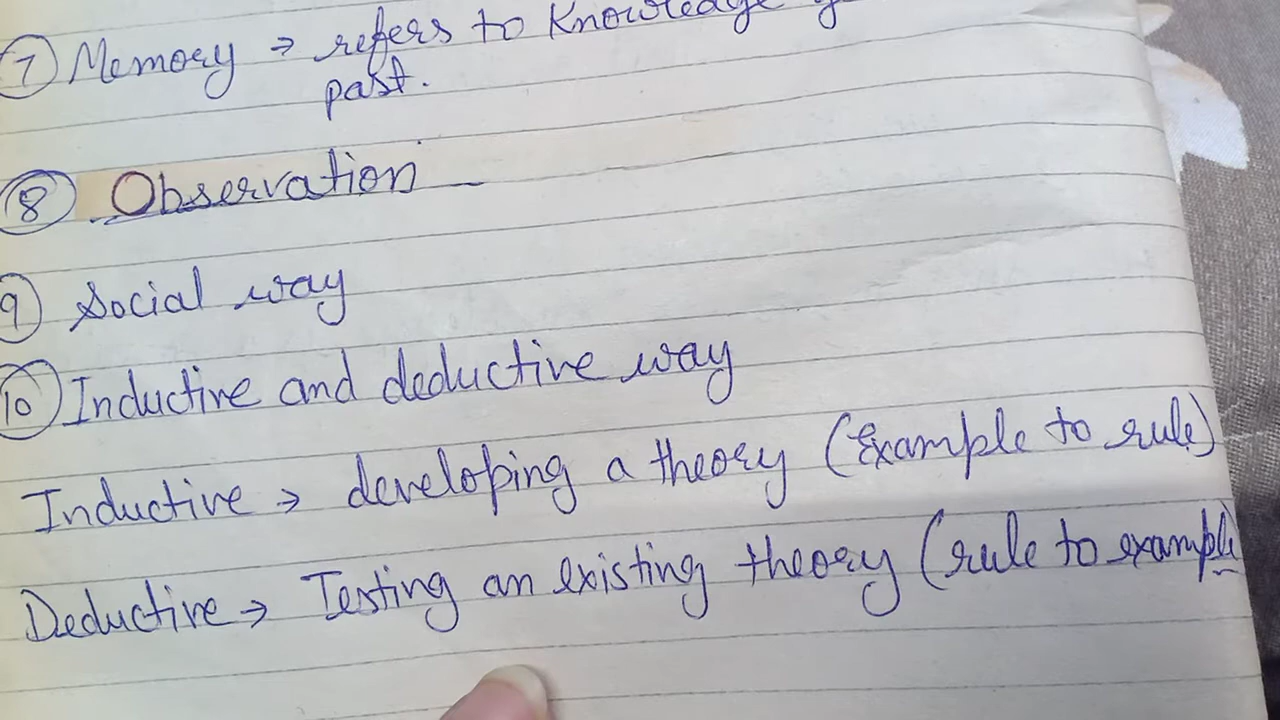 7 Memory → refers to Knowledge
past.
8 Observation –
9 Social way
10 Inductive and deductive way
Inductive → developing a theory (Example to rule)
Deductive → Testing an existing theory (rule to example